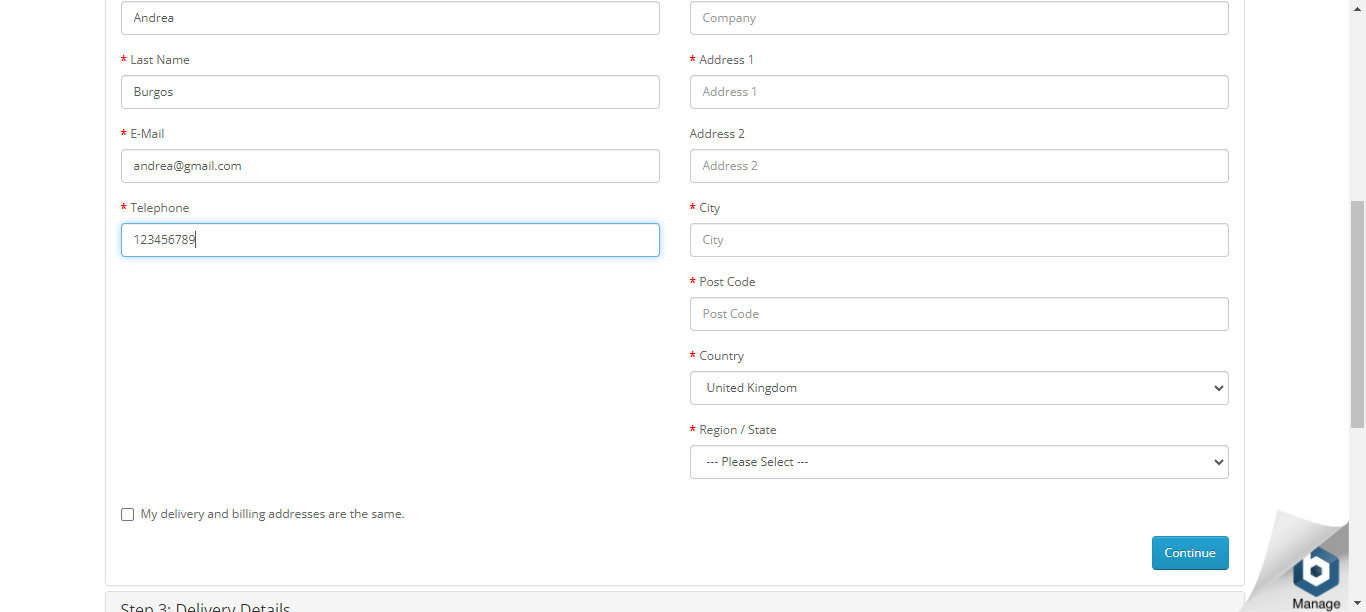 Andrea
* Last Name
Burgos
* E-Mail
andrea@gmail.com
* Telephone
123456789
Company
* Address 1
Address 1
Address 2
Address 2
* City
City
* Post Code
Post Code
* Country
United Kingdom
* Region / State
--- Please Select ---
My delivery and billing addresses are the same.
Continue
Step 3: Delivery Details
b
Manage